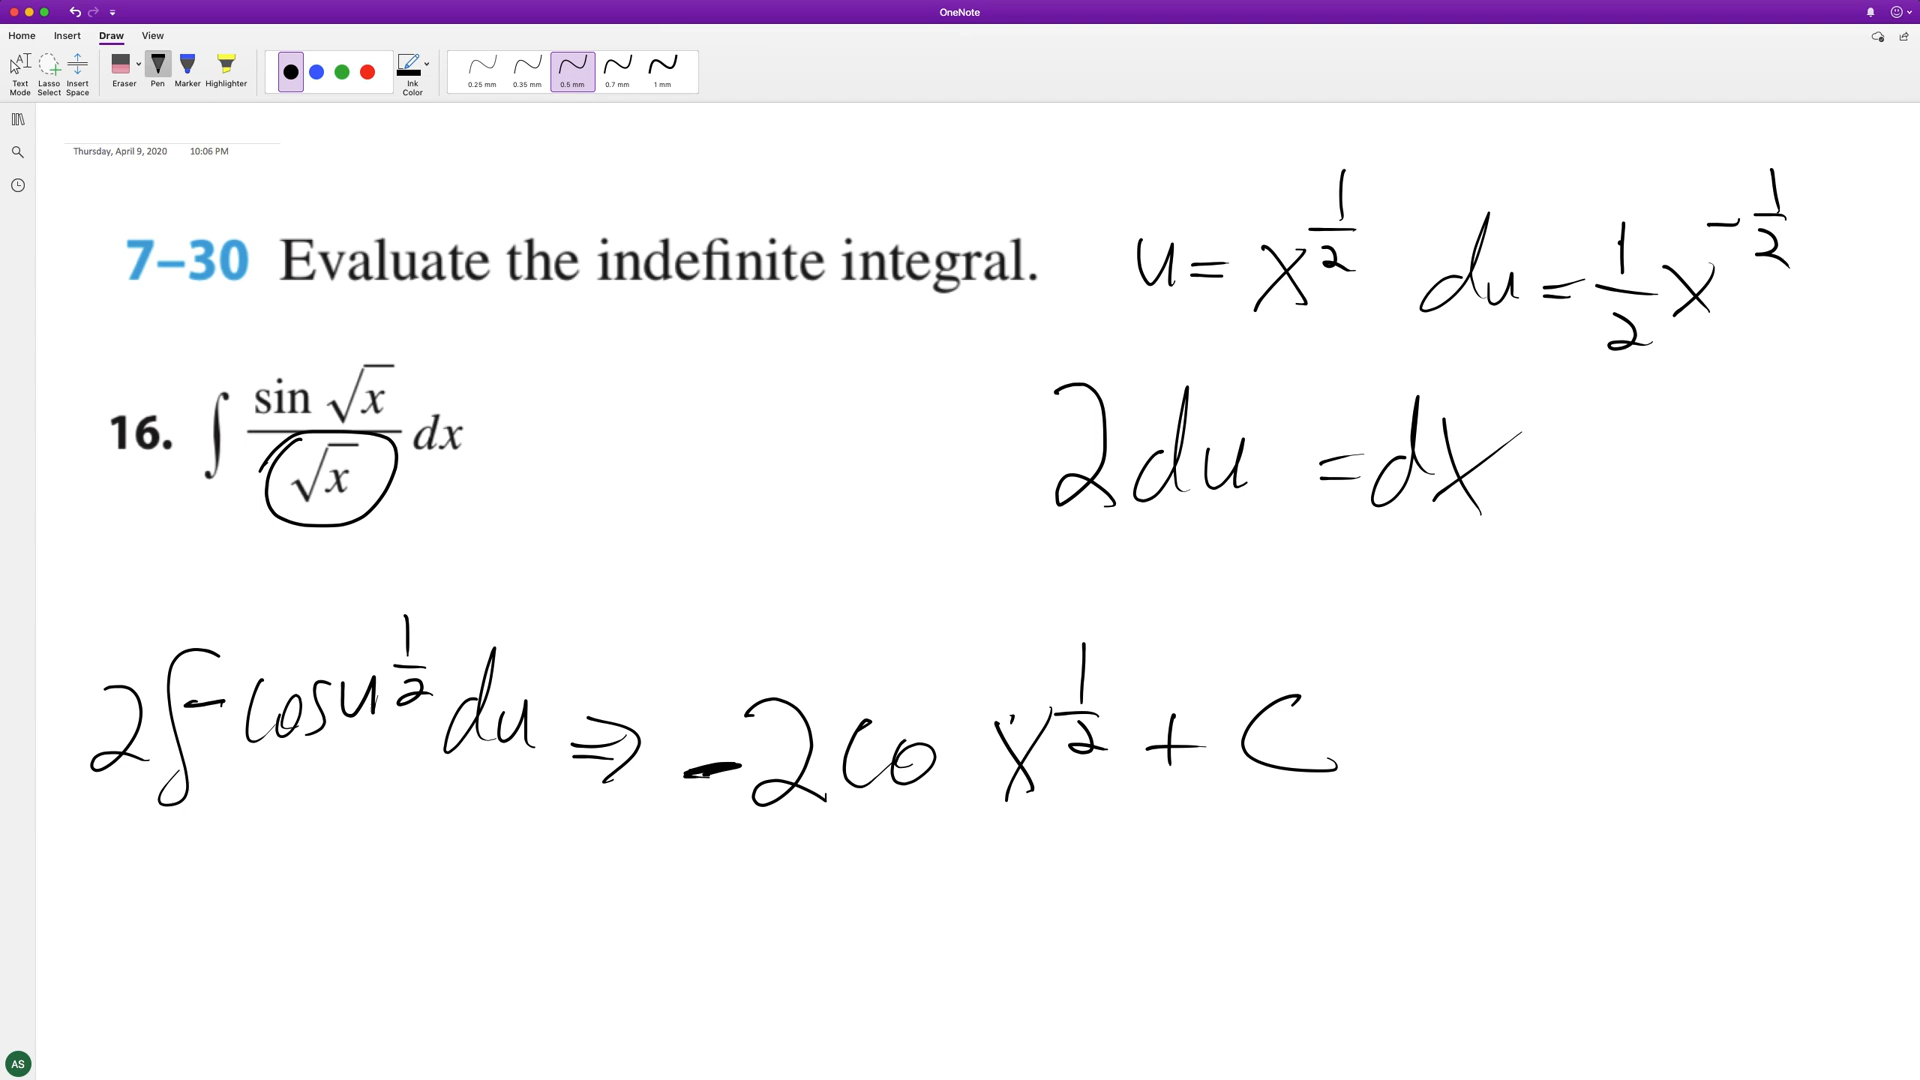 OneNote
Home Insert Draw View
Text Mode Lasso Select Insert Space Eraser Pen Marker Highlighter Ink Color 0.25 mm 0.35 mm 0.5 mm 0.7 mm 1 mm
Thursday, April 9, 2020 10:06 PM
7–30 Evaluate the indefinite integral.
u = x^{1/2} du = 1/2 x^{-1/2}
16. ∫ sin √x / √x dx
2du = dx
2∫ - cos u^{1/2} du ⇒ -2 co x^{1/2} + C
AS